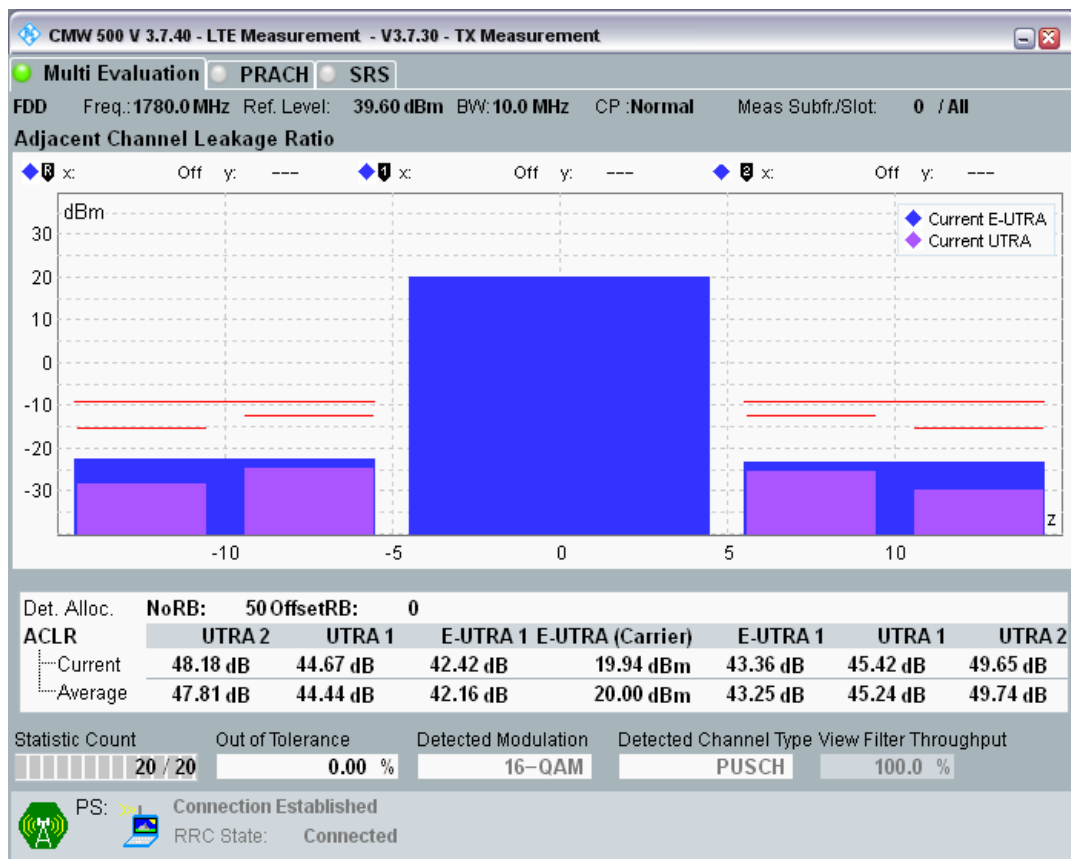 CMW 500 V 3.7.40 - LTE Measurement - V3.7.30 - TX Measurement
Multi Evaluation PRACH SRS
FDD Freq.:1780.0 MHz Ref. Level: 39.60 dBm BW:10.0 MHz CP :Normal Meas Subfr./Slot: 0 / All
Adjacent Channel Leakage Ratio
R x: Off y: --- 1 x: Off y: --- 2 x: Off y: ---
dBm
Current E-UTRA
Current UTRA
30
20
10
0
-10
-20
-30
z
-10 -5 0 5 10
Det. Alloc. NoRB: 50 OffsetRB: 0
ACLR UTRA 2 UTRA 1 E-UTRA 1 E-UTRA (Carrier) E-UTRA 1 UTRA 1 UTRA 2
Current 48.18 dB 44.67 dB 42.42 dB 19.94 dBm 43.36 dB 45.42 dB 49.65 dB
Average 47.81 dB 44.44 dB 42.16 dB 20.00 dBm 43.25 dB 45.24 dB 49.74 dB
Statistic Count Out of Tolerance Detected Modulation Detected Channel Type View Filter Throughput
20 / 20 0.00 % 16-QAM PUSCH 100.0 %
PS: Connection Established
RRC State: Connected